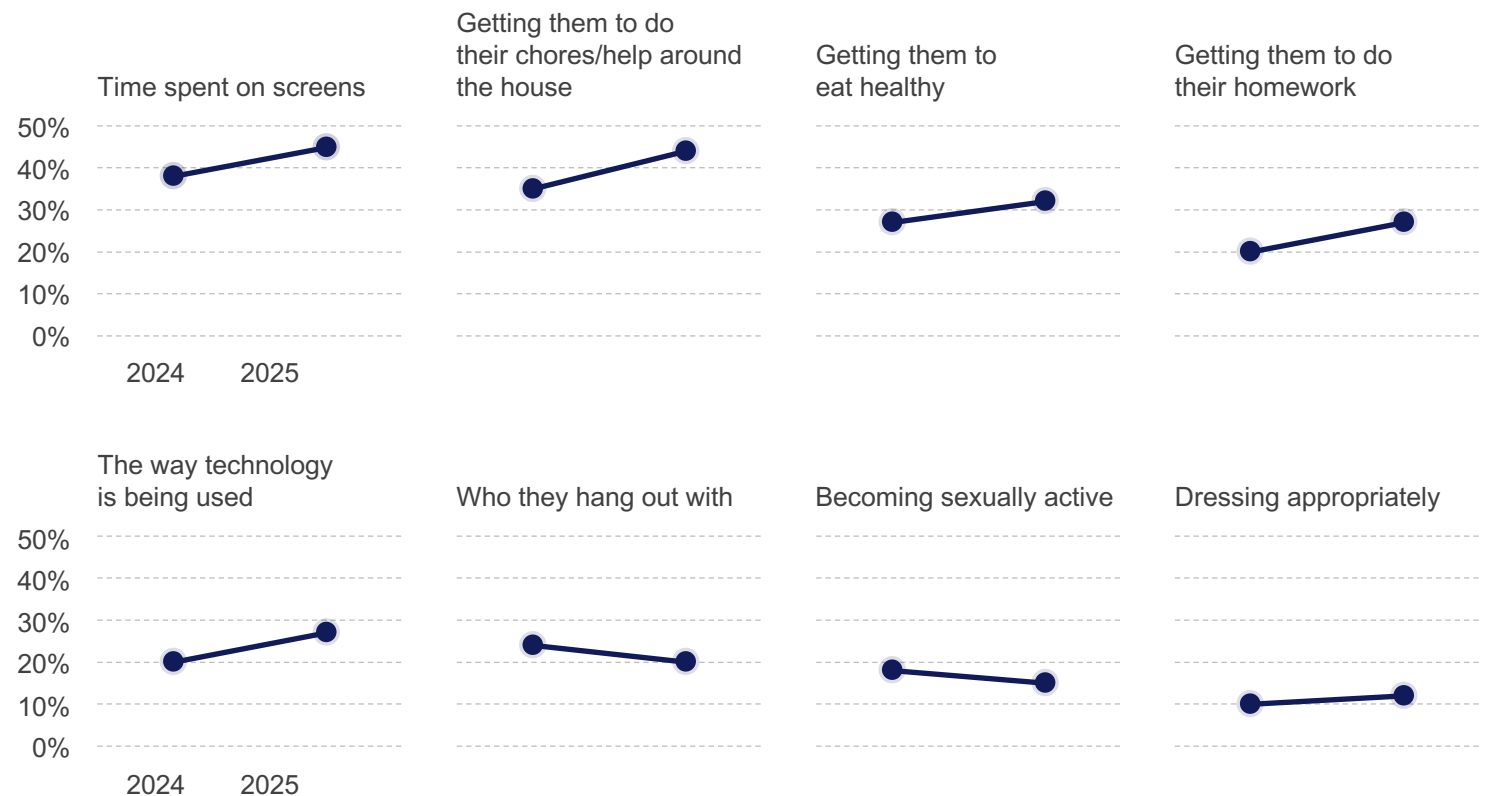 Time spent on screens
Getting them to do
their chores/help around
the house
Getting them to
eat healthy
Getting them to do
their homework
50%
40%
30%
20%
10%
0%
2024 2025
The way technology
is being used
Who they hang out with
Becoming sexually active
Dressing appropriately
50%
40%
30%
20%
10%
0%
2024 2025